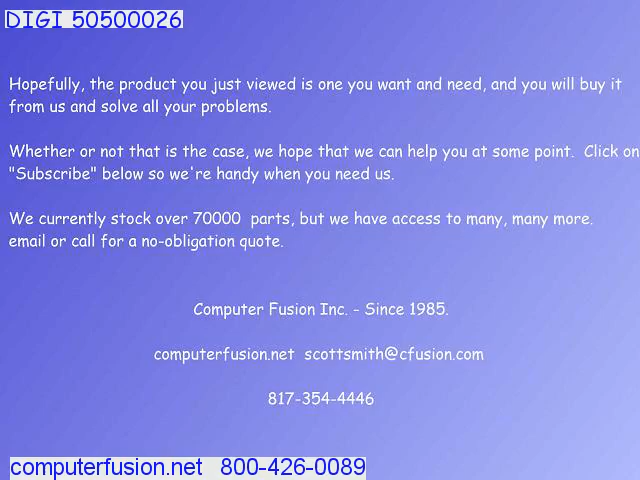 DIGI 50500026
Hopefully, the product you just viewed is one you want and need, and you will buy it
from us and solve all your problems.
Whether or not that is the case, we hope that we can help you at some point.  Click on
"Subscribe" below so we're handy when you need us.
We currently stock over 70000  parts, but we have access to many, many more.
email or call for a no-obligation quote.
Computer Fusion Inc. - Since 1985.
computerfusion.net  scottsmith@cfusion.com
817-354-4446
computerfusion.net   800-426-0089